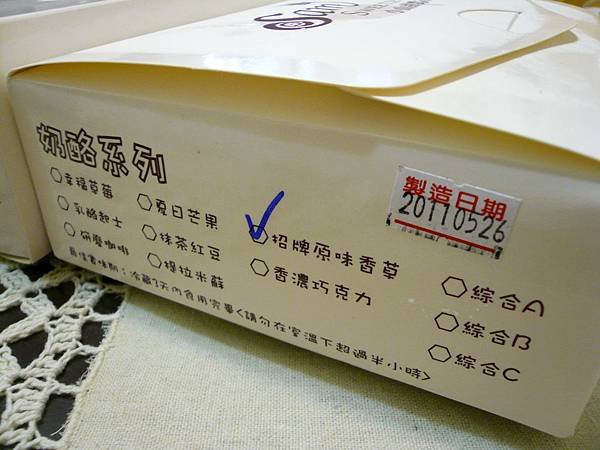 奶酪系列
製造日期
20110526
幸福草莓
夏日芒果
招牌原味香草
綜合A
乳酪起士
抹茶紅豆
香濃巧克力
綜合B
研磨咖啡
提拉米蘇
綜合C
最佳賞味期:冷藏7天內食用完畢<請勿在室溫下超過半小時>